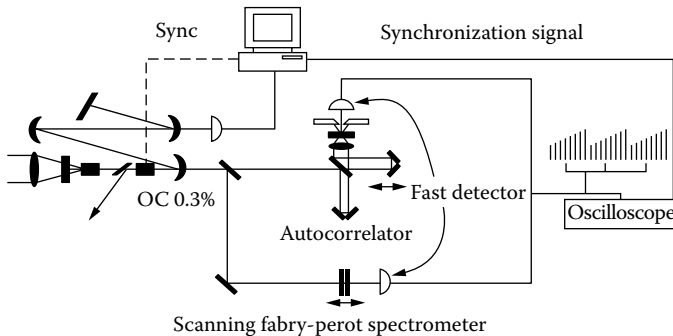 Sync
Synchronization signal
OC 0.3%
Fast detector
Oscilloscope
Autocorrelator
Scanning fabry-perot spectrometer